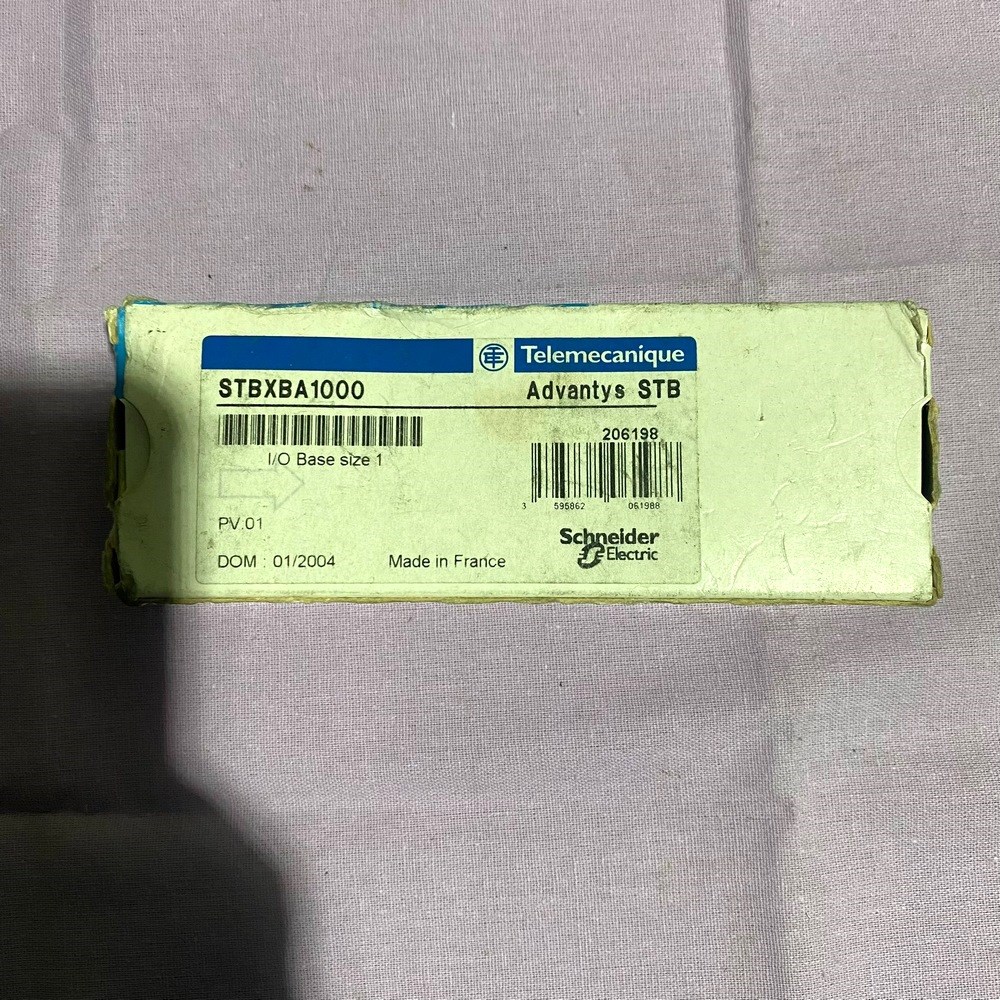 Telemecanique
STBXBA1000 Advantys STB
206198
I/O Base size 1
3 595862 061988
PV.01
Schneider
Electric
DOM : 01/2004 Made in France